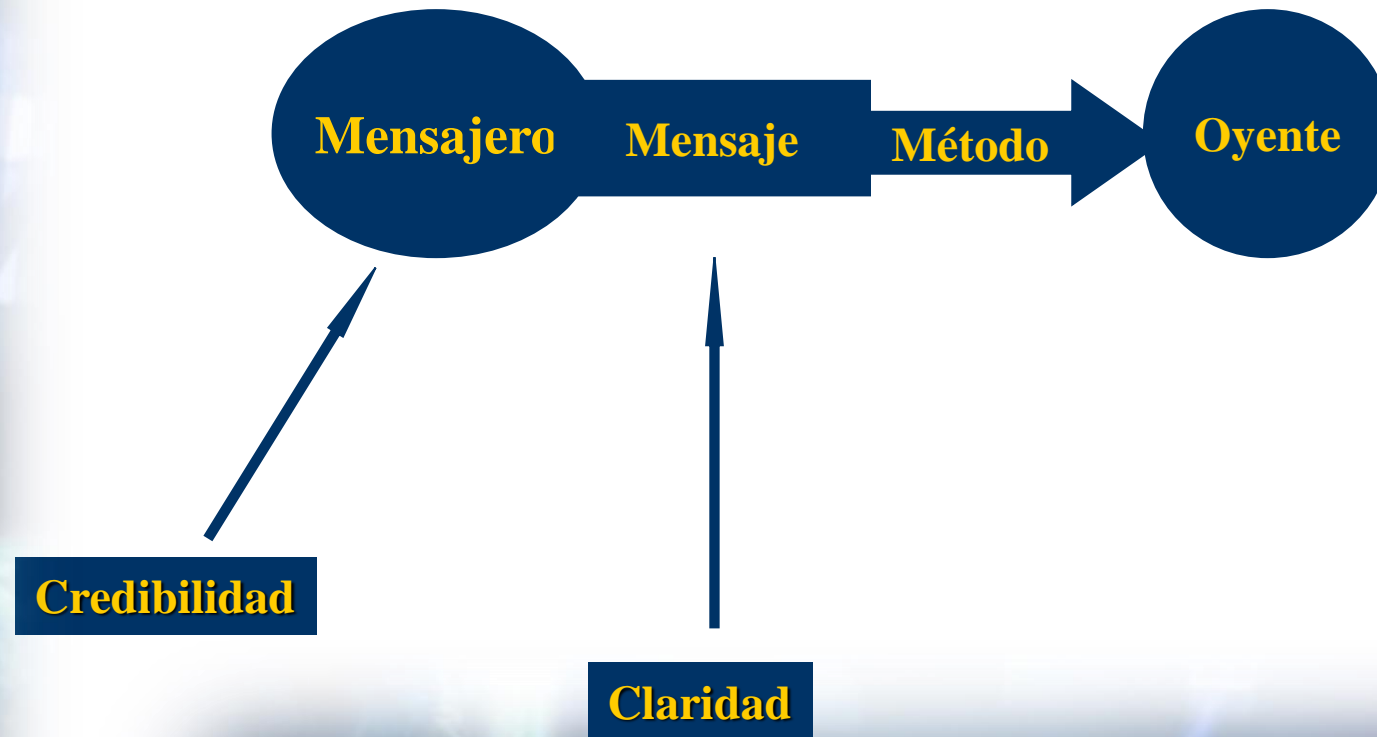 Mensajero
Mensaje
Método
Oyente
Credibilidad
Claridad